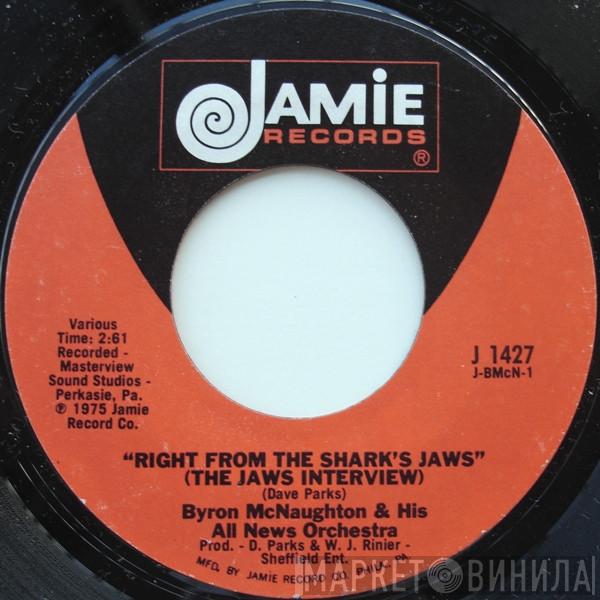 JAMiE
RECORDS
®
Various
Time: 2:61
Recorded -
Masterview
Sound Studios -
Perkasie, Pa.
℗ 1975 Jamie
Record Co.
J 1427
J-BMcN-1
"RIGHT FROM THE SHARK'S JAWS"
(THE JAWS INTERVIEW)
(Dave Parks)
Byron McNaughton & His
All News Orchestra
Prod. - D. Parks & W. J. Rinier -
Sheffield Ent.
MFD. BY JAMIE RECORD CO. PHILA., PA.
МАРКЕТ ВИНИЛА